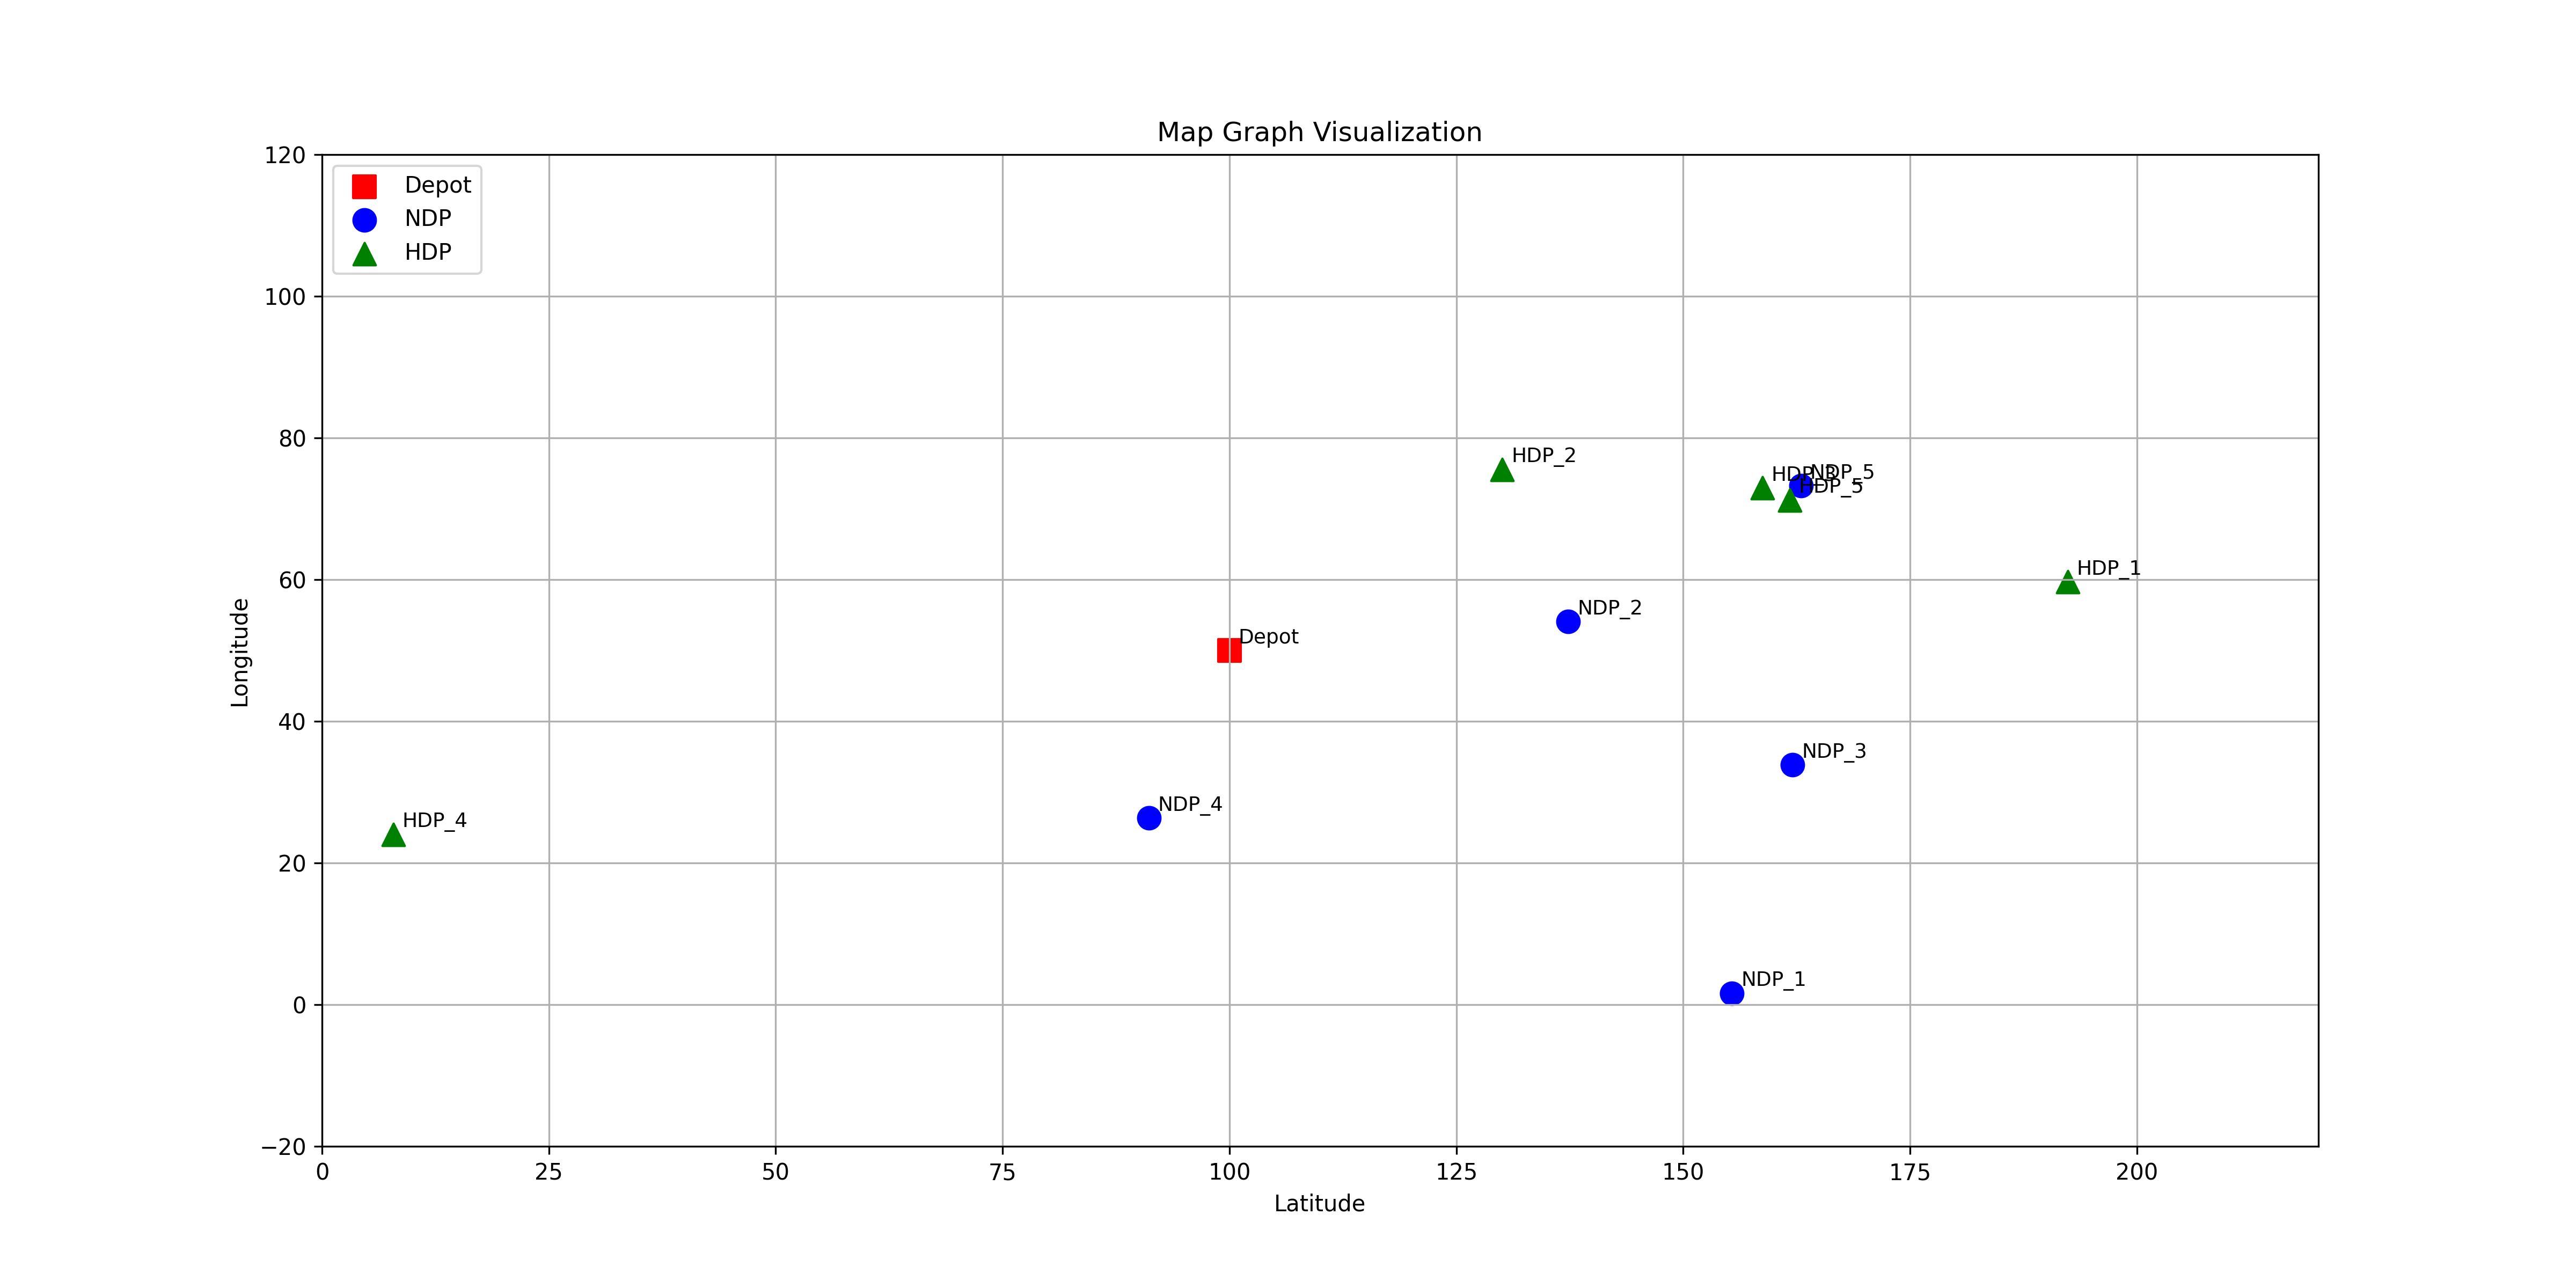 Map Graph Visualization
120
100
80
60
40
20
0
−20
Longitude
Depot
NDP
HDP
HDP_2
HDP_3
NDP_5
HDP_5
HDP_1
NDP_2
Depot
NDP_3
NDP_4
HDP_4
NDP_1
0
25
50
75
100
125
150
175
200
Latitude